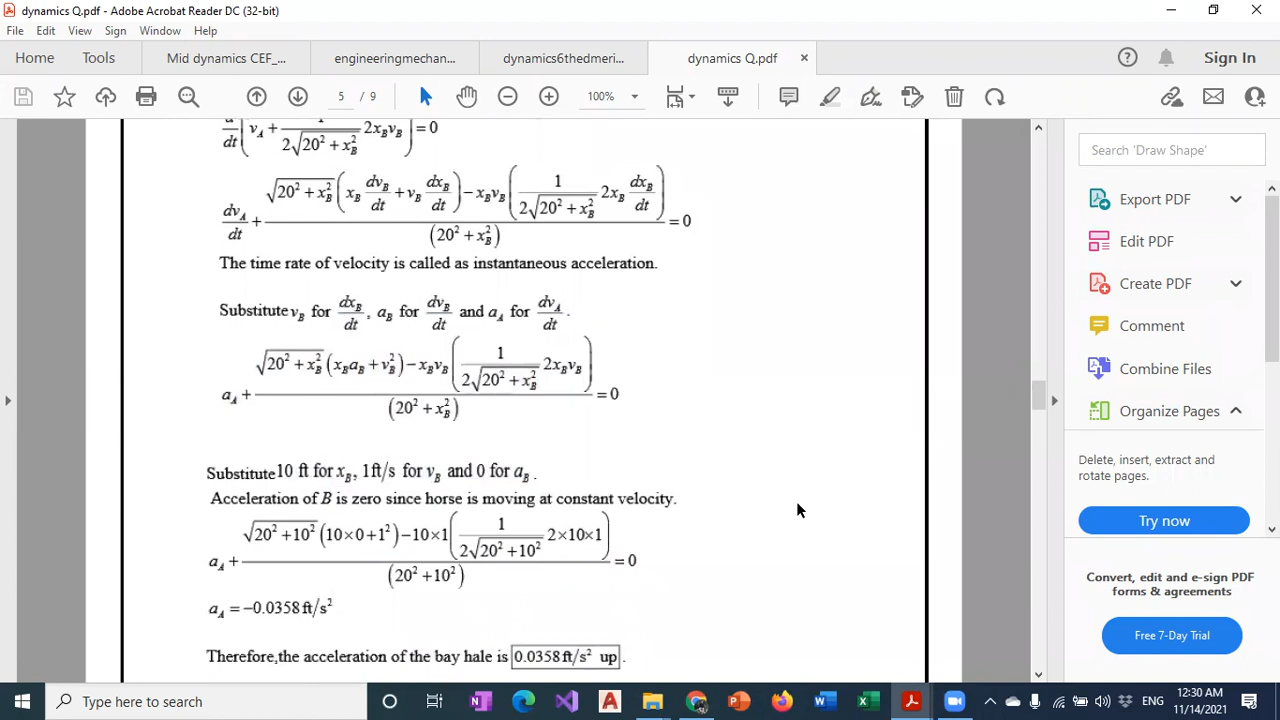 dynamics Q.pdf - Adobe Acrobat Reader DC (32-bit)
File Edit View Sign Window Help
Home Tools Mid dynamics CEF_... engineeringmechan... dynamics6thedmeri... dynamics Q.pdf × Sign In
5 / 9 100%
d/dt(v_A + 1/(2√(20² + x_B²)) 2x_B v_B) = 0
dv_A/dt + (√(20² + x_B²)(x_B dv_B/dt + v_B dx_B/dt) − x_B v_B(1/(2√(20² + x_B²)) 2x_B dx_B/dt))/(20² + x_B²) = 0
The time rate of velocity is called as instantaneous acceleration.
Substitute v_B for dx_B/dt, a_B for dv_B/dt and a_A for dv_A/dt.
a_A + (√(20² + x_B²)(x_B a_B + v_B²) − x_B v_B(1/(2√(20² + x_B²)) 2x_B v_B))/(20² + x_B²) = 0
Substitute 10 ft for x_B, 1ft/s for v_B and 0 for a_B.
Acceleration of B is zero since horse is moving at constant velocity.
a_A + (√(20² + 10²)(10×0+1²) − 10×1(1/(2√(20² + 10²)) 2×10×1))/(20² + 10²) = 0
a_A = −0.0358 ft/s²
Therefore,the acceleration of the bay hale is 0.0358 ft/s² up.
Search 'Draw Shape'
Export PDF
Edit PDF
Create PDF
Comment
Combine Files
Organize Pages
Delete, insert, extract and
rotate pages.
Try now
Convert, edit and e-sign PDF
forms & agreements
Free 7-Day Trial
Type here to search
ENG
12:30 AM
11/14/2021